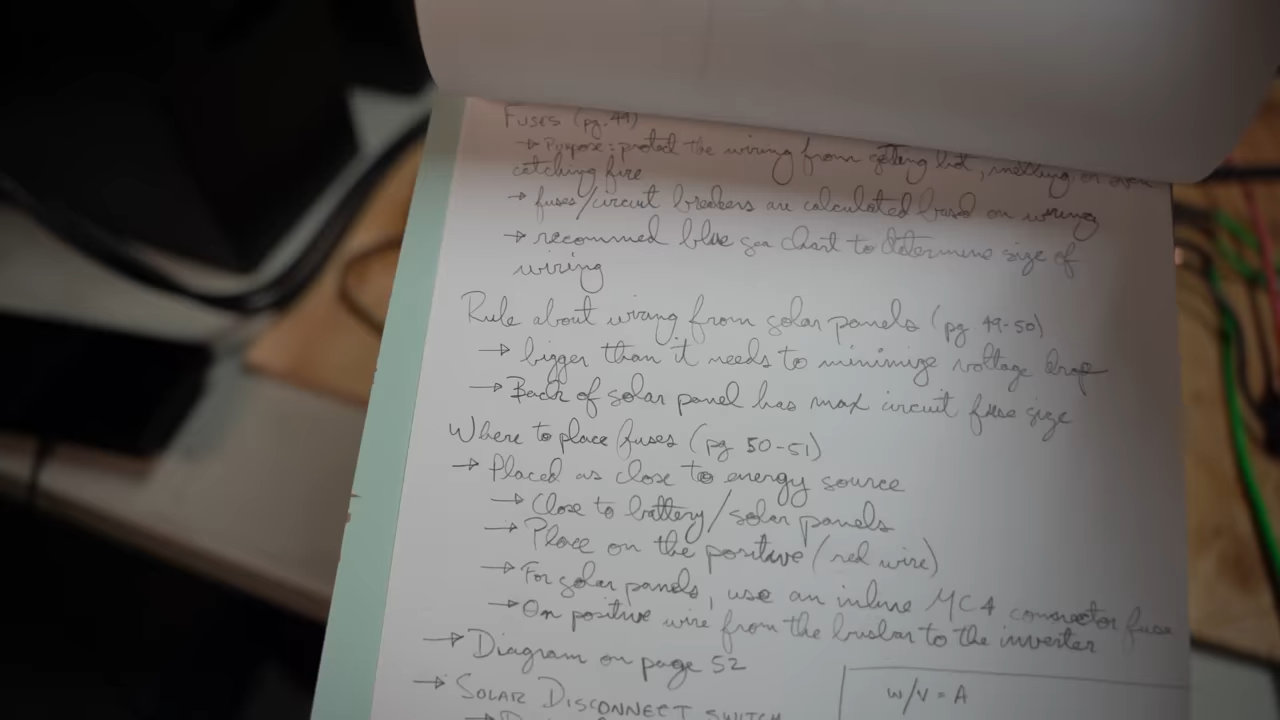 Fuses (pg. 49)
→ Purpose: protect the wiring from getting hot, melting or even
catching fire
→ fuses/circuit breakers are calculated based on wiring
→ recommed blue sea chart to determine size of
wiring
Rule about wiring from solar panels (pg 49-50)
→ bigger than it needs to minimize voltage drop
→ Back of solar panel has max circuit fuse size
Where to place fuses (pg 50-51)
→ Placed as close to energy source
→ Close to battery/solar panels
→ Place on the positive (red wire)
→ For solar panels, use an inline MC4 connector fuse
→ On positive wire from the busbar to the inverter
→ Diagram on page 52
→ SOLAR DISCONNECT SWITCH
w/v = A